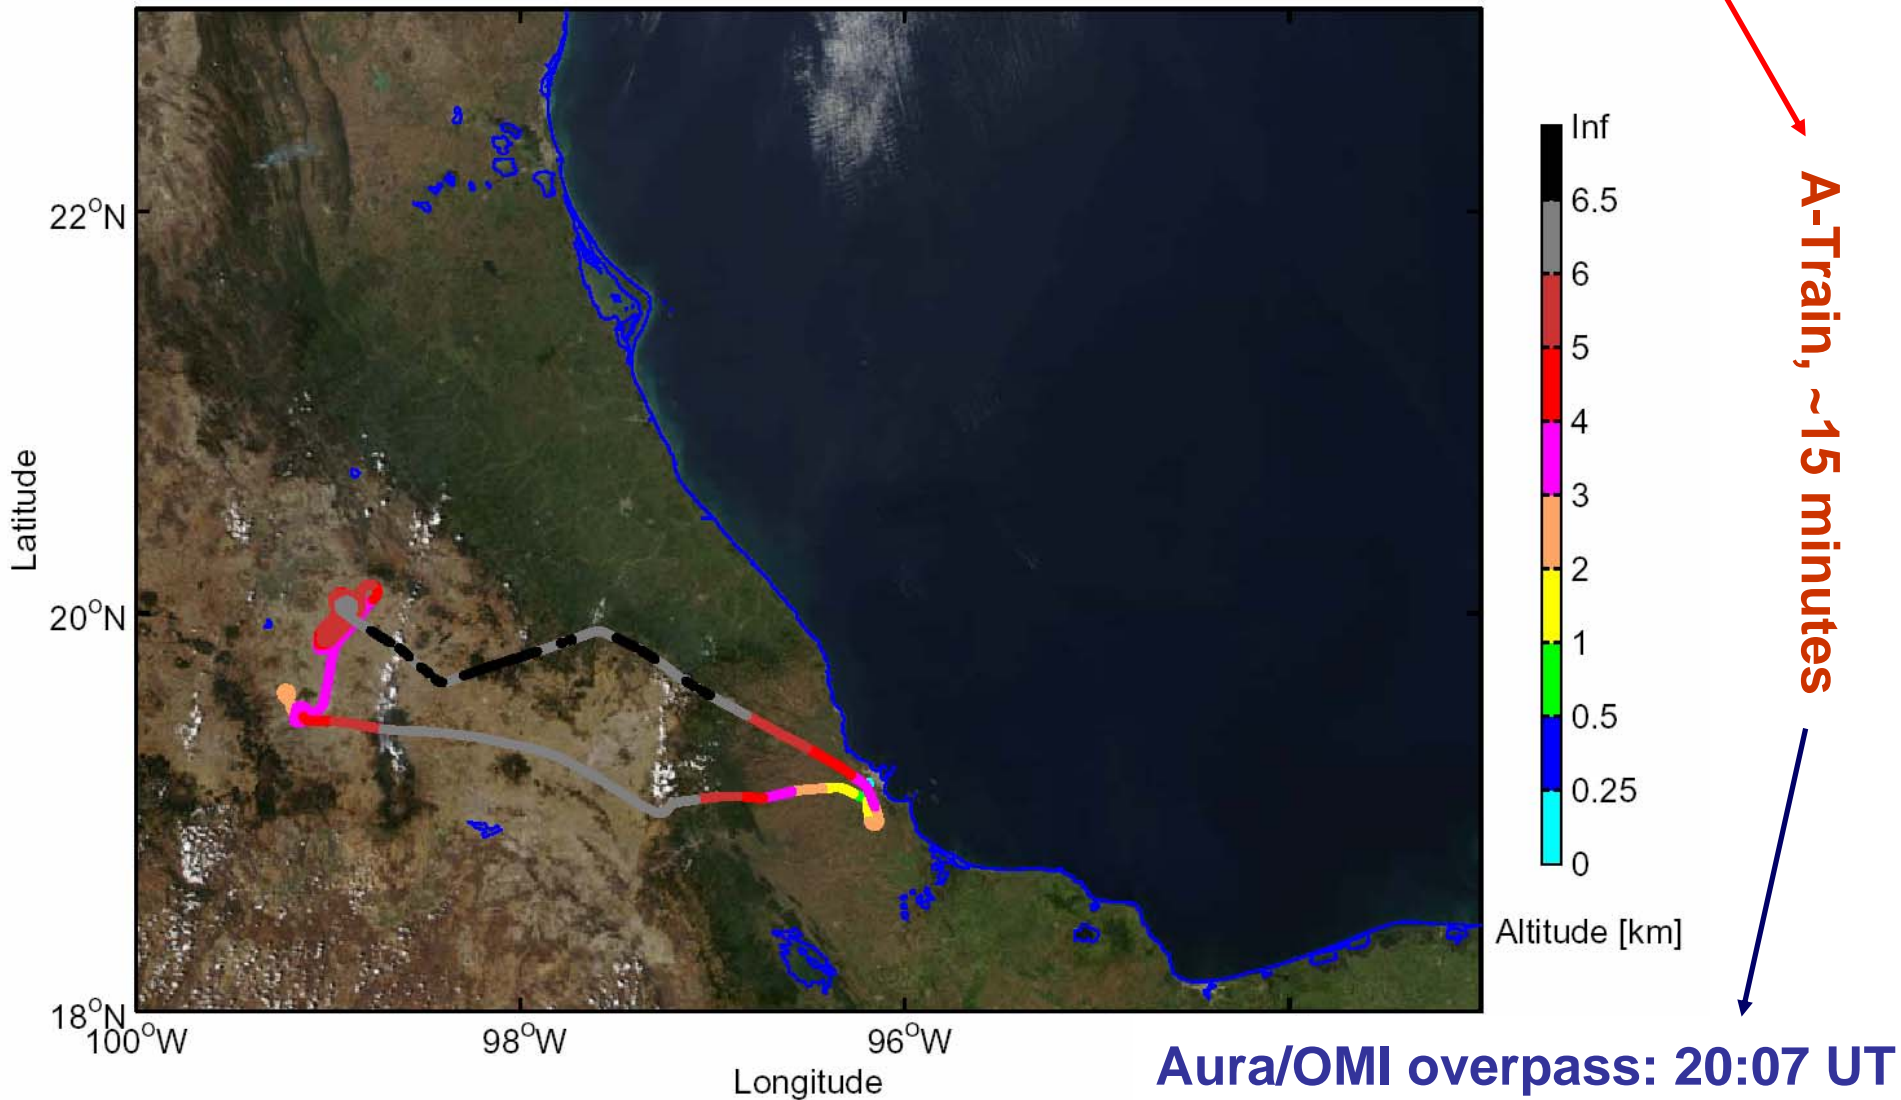 Inf
6.5
6
5
4
3
2
1
0.5
0.25
0
Altitude [km]
A-Train, ~15 minutes
Latitude
22°N
20°N
18°N
100°W
98°W
96°W
Longitude
Aura/OMI overpass: 20:07 UT